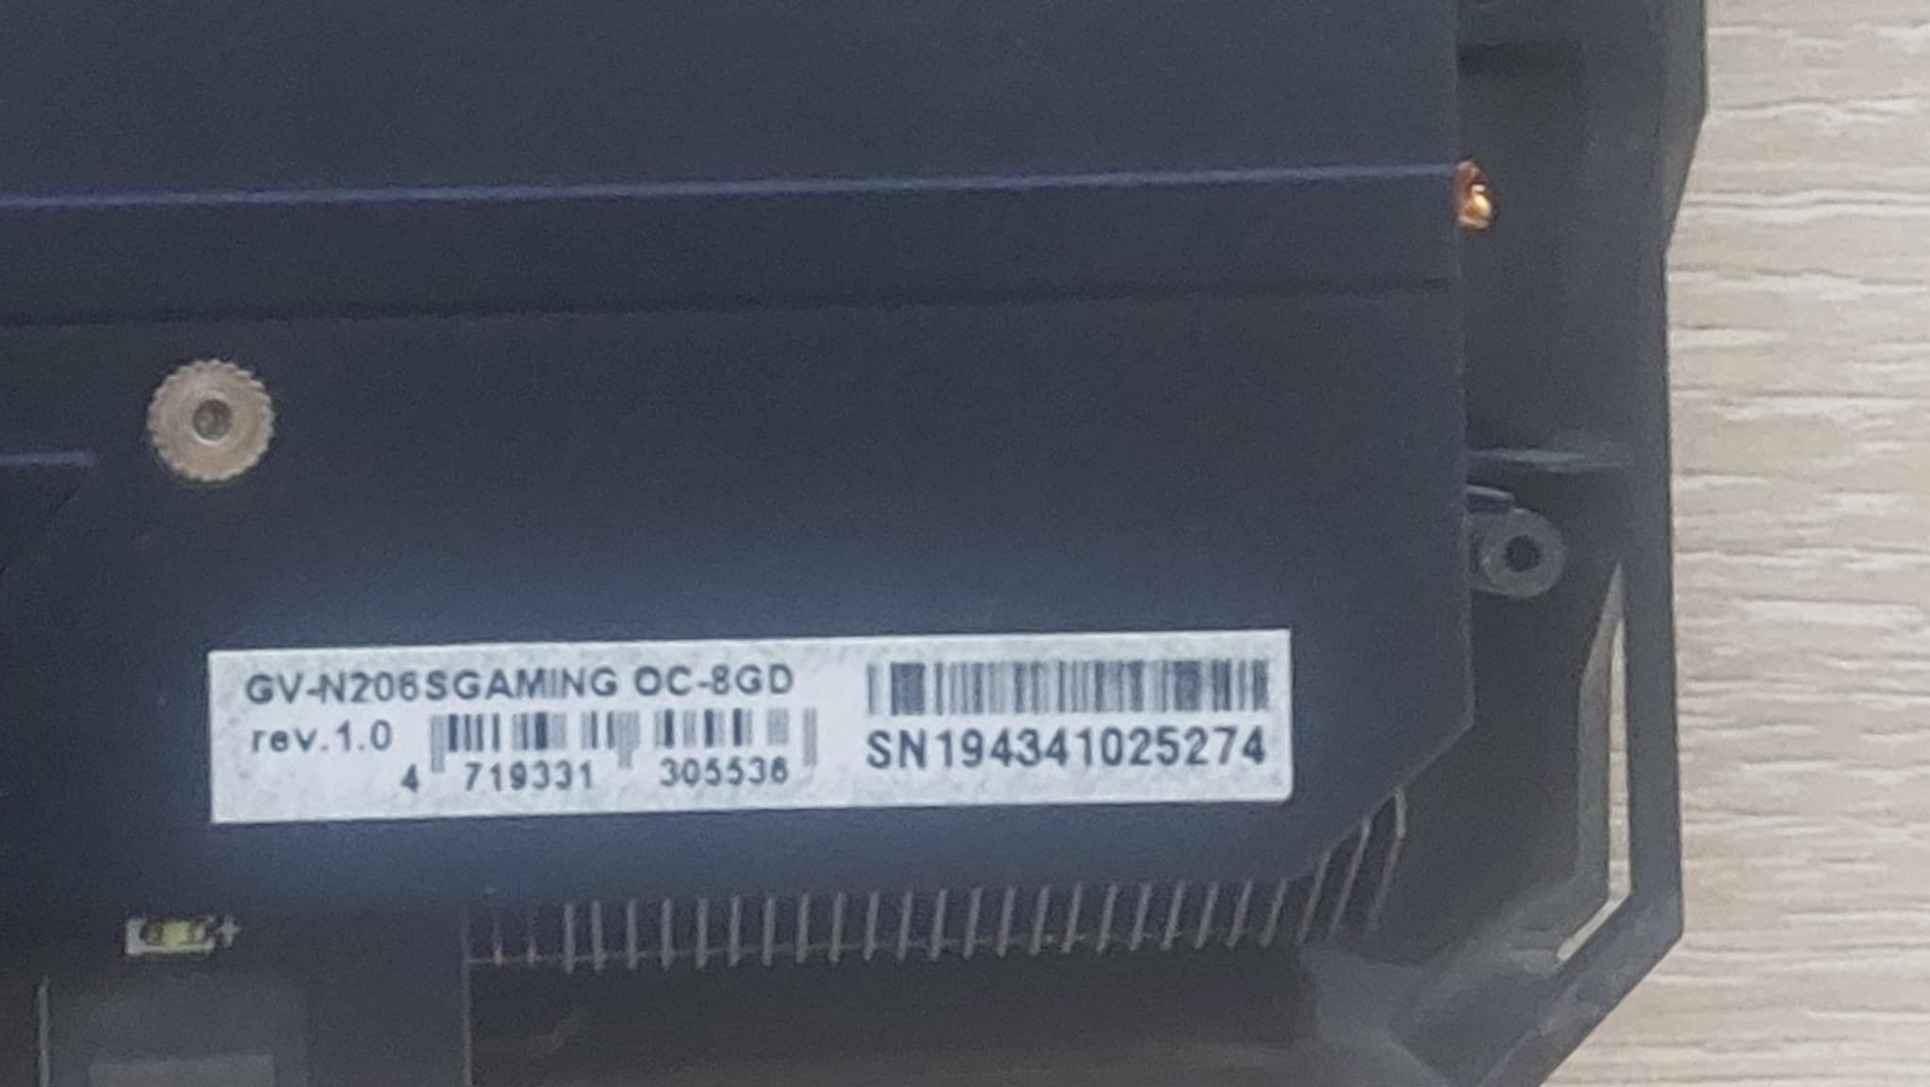 GV-N206SGAMING OC-8GD
rev.1.0
4 719331 305536
SN194341025274